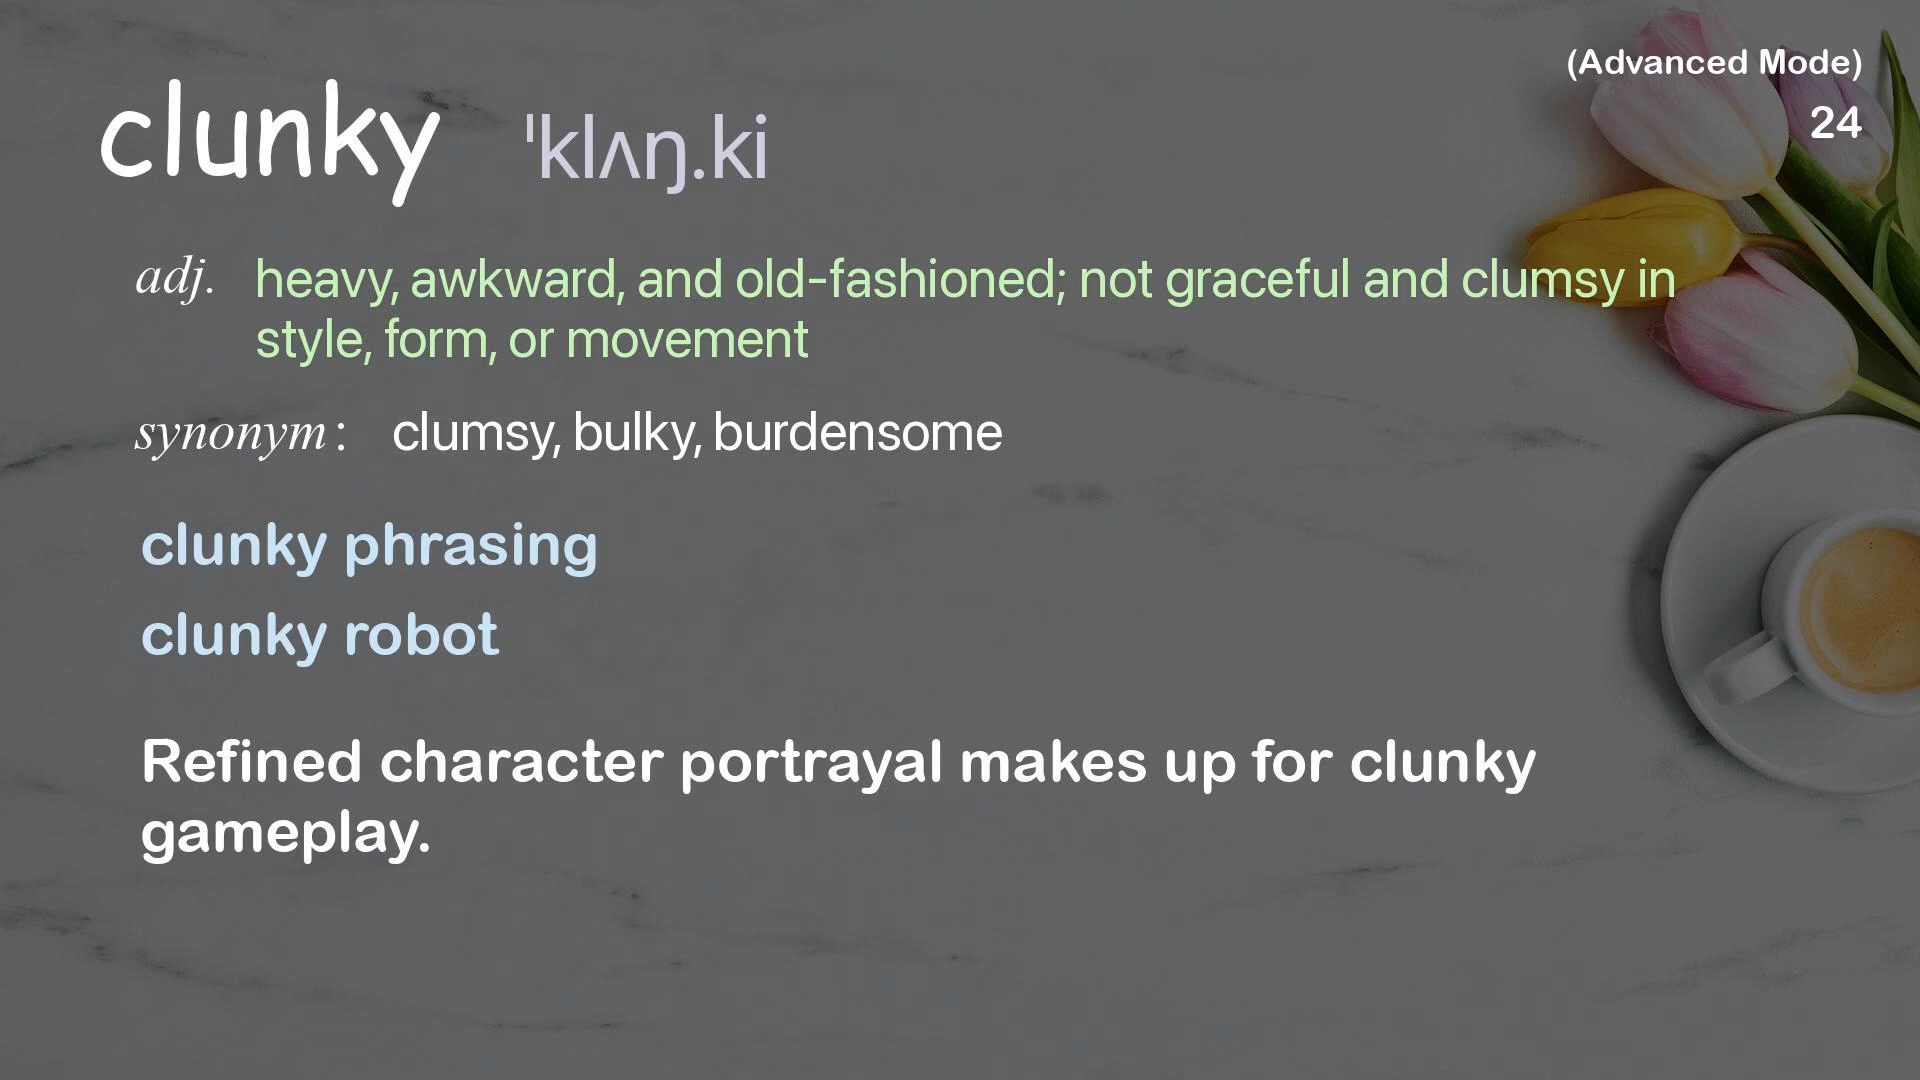 (Advanced Mode)
24
clunky ˈklʌŋ.ki
adj. heavy, awkward, and old-fashioned; not graceful and clumsy in
style, form, or movement
synonym: clumsy, bulky, burdensome
clunky phrasing
clunky robot
Refined character portrayal makes up for clunky
gameplay.